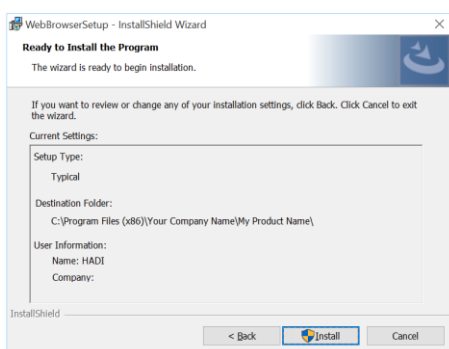 WebBrowserSetup - InstallShield Wizard
Ready to Install the Program
The wizard is ready to begin installation.
If you want to review or change any of your installation settings, click Back. Click Cancel to exit
the wizard.
Current Settings:
Setup Type:
Typical
Destination Folder:
C:\Program Files (x86)\Your Company Name\My Product Name\
User Information:
Name: HADI
Company:
InstallShield
< Back
Install
Cancel